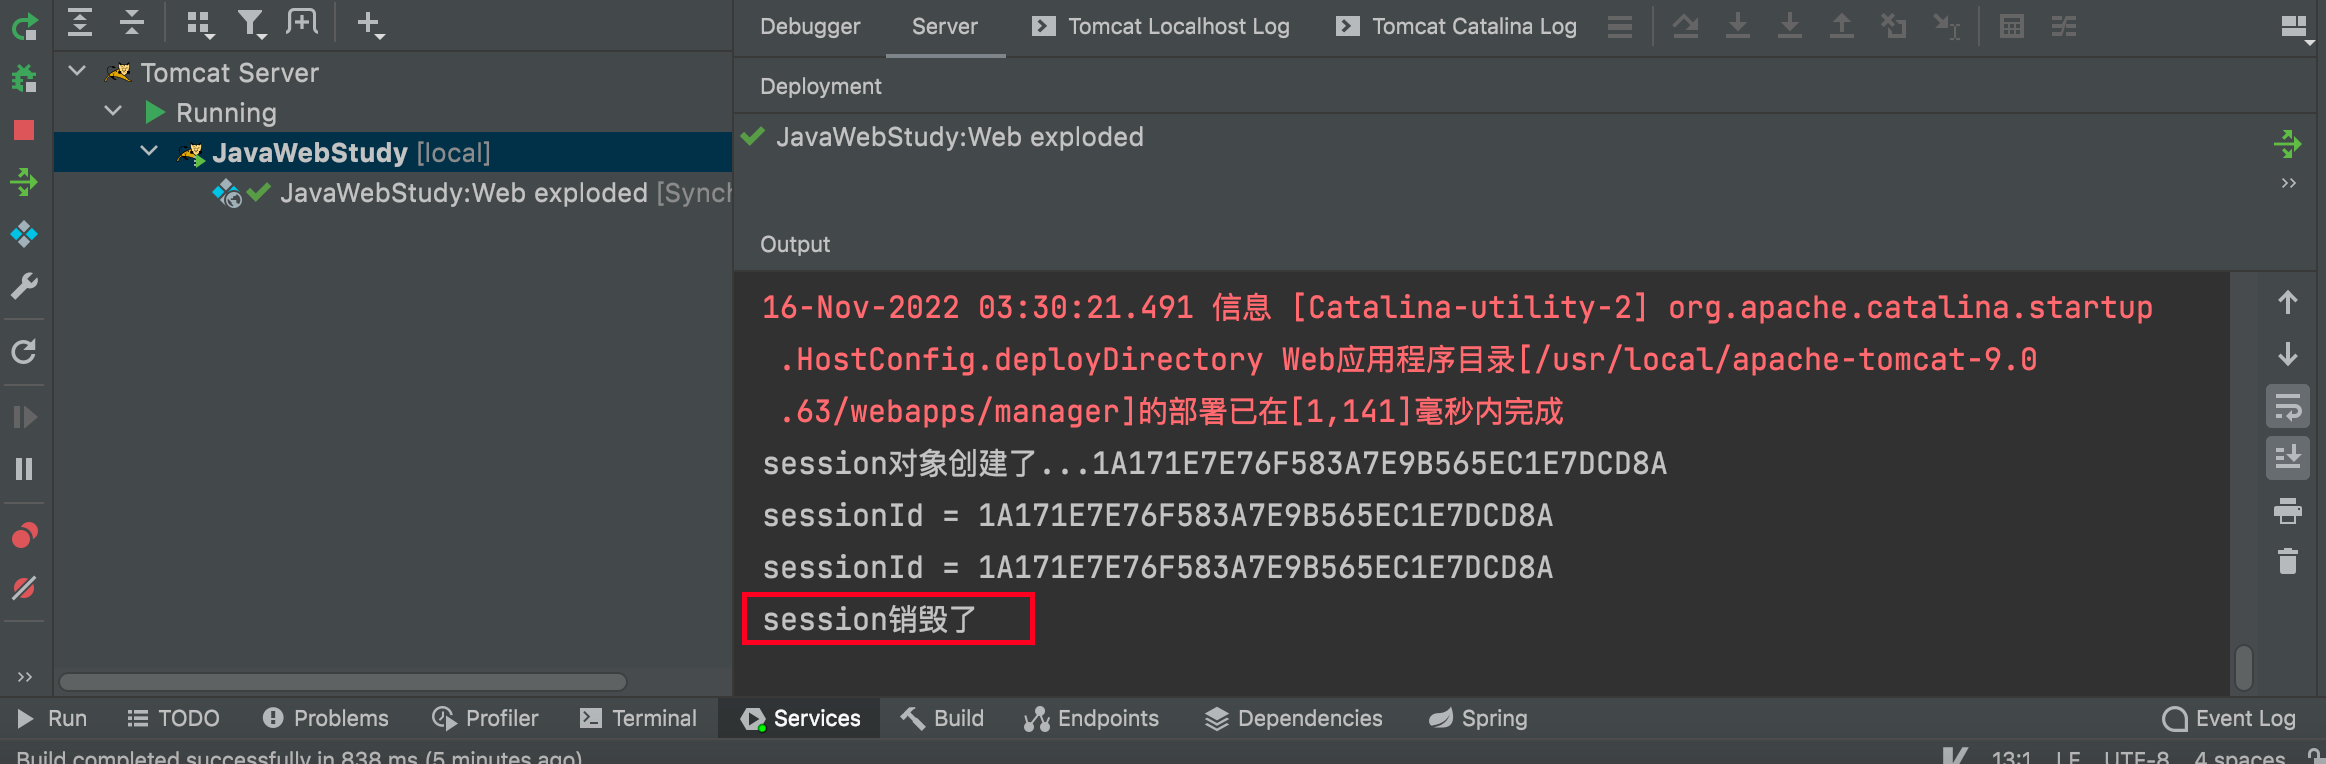 Debugger Server Tomcat Localhost Log Tomcat Catalina Log
Tomcat Server
Running
JavaWebStudy [local]
JavaWebStudy:Web exploded [Synch
Deployment
JavaWebStudy:Web exploded
Output
16-Nov-2022 03:30:21.491 信息 [Catalina-utility-2] org.apache.catalina.startup
.HostConfig.deployDirectory Web应用程序目录[/usr/local/apache-tomcat-9.0
.63/webapps/manager]的部署已在[1,141]毫秒内完成
session对象创建了...1A171E7E76F583A7E9B565EC1E7DCD8A
sessionId = 1A171E7E76F583A7E9B565EC1E7DCD8A
sessionId = 1A171E7E76F583A7E9B565EC1E7DCD8A
session销毁了
Run TODO Problems Profiler Terminal Services Build Endpoints Dependencies Spring Event Log
Build completed successfully in 838 ms (5 minutes ago) 13:1 LF UTF-8 4 spaces